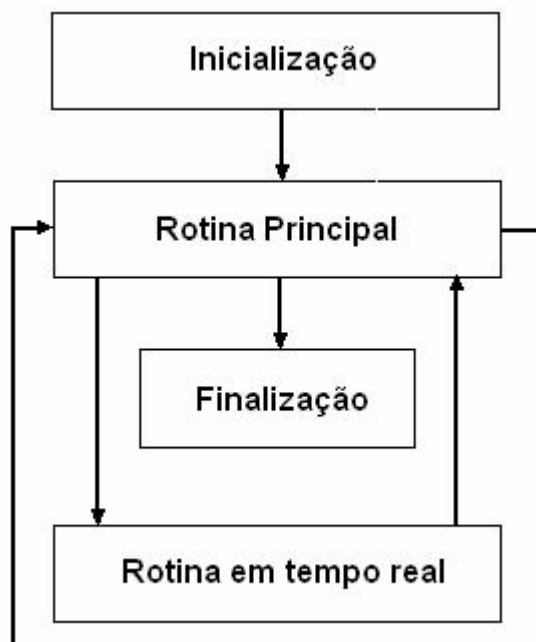 Inicialização
Rotina Principal
Finalização
Rotina em tempo real